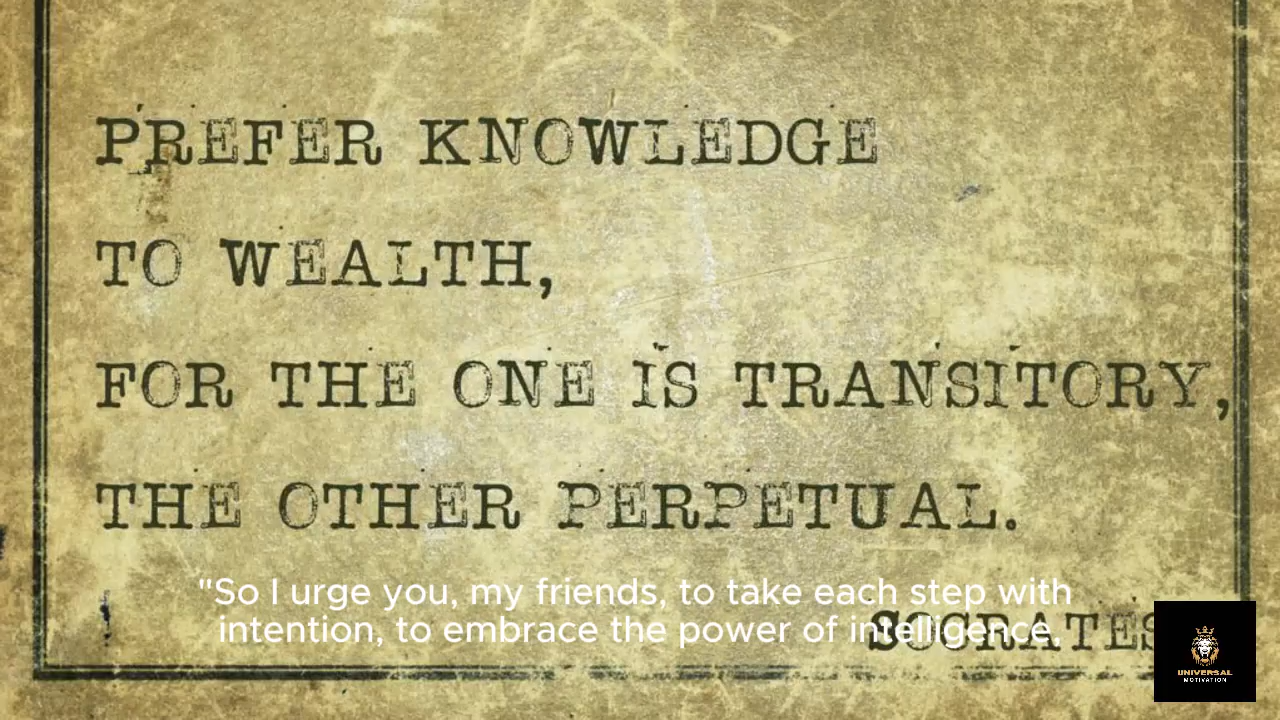 PREFER KNOWLEDGE
TO WEALTH,
FOR THE ONE IS TRANSITORY,
THE OTHER PERPETUAL.
"So I urge you, my friends, to take each step with
intention, to embrace the power of intelligence,
SOCRATES
UNIVERSAL
MOTIVATION